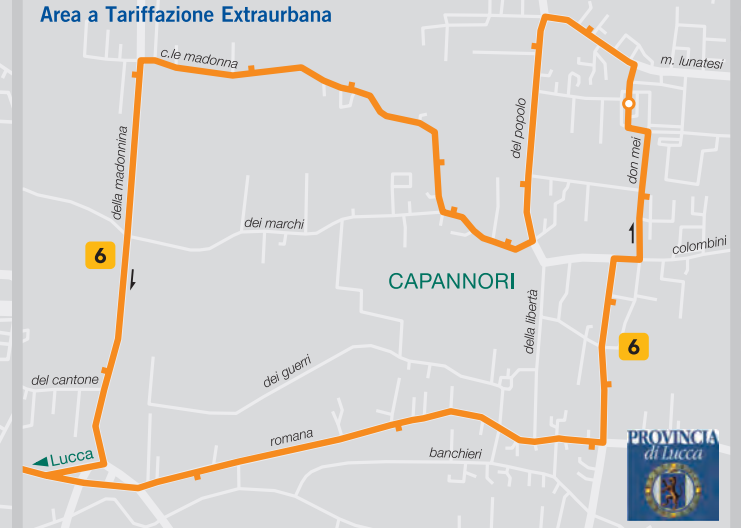 Area a Tariffazione Extraurbana
c.le madonna
m. lunatesi
del popolo
della madonnina
don mei
dei marchi
colombini
6
CAPANNORI
della libertà
6
dei guerri
del cantone
romana
banchieri
Lucca
PROVINCIA
di Lucca